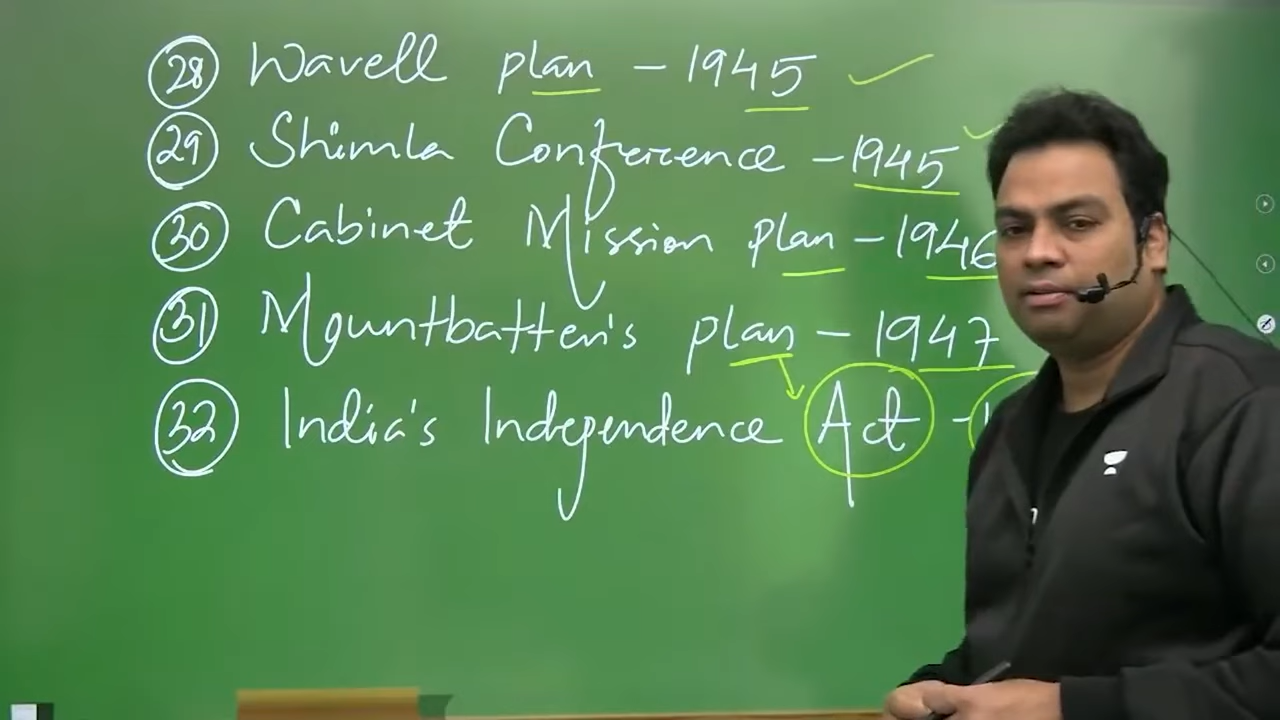 28 Wavell plan - 1945
29 Shimla Conference - 1945
30 Cabinet Mission plan - 1946
31 Mountbatten's plan - 1947
32 India's Independence Act -